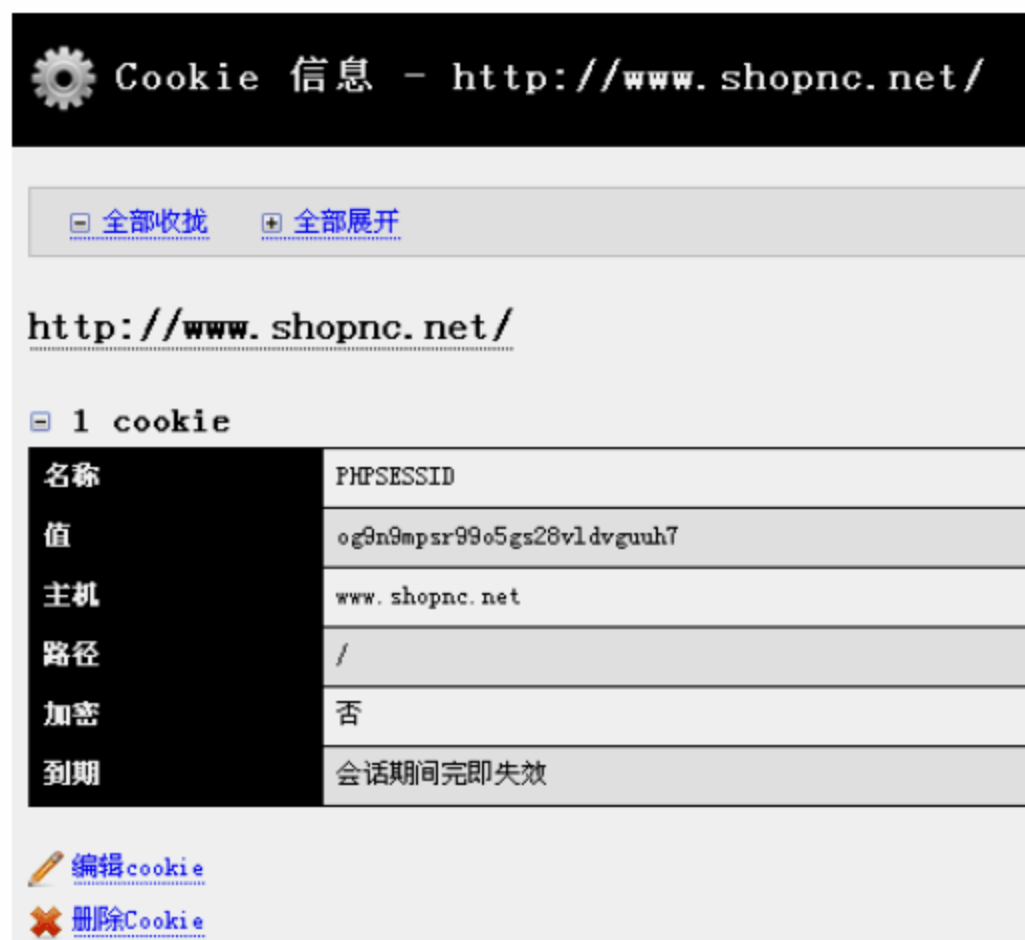 Cookie 信息 - http://www.shopnc.net/
全部收拢 全部展开
http://www.shopnc.net/
1 cookie
名称 PHPSESSID
值 og9n9mpsr99o5gs28vldvguuh7
主机 www.shopnc.net
路径 /
加密 否
到期 会话期间完即失效
编辑cookie
删除Cookie